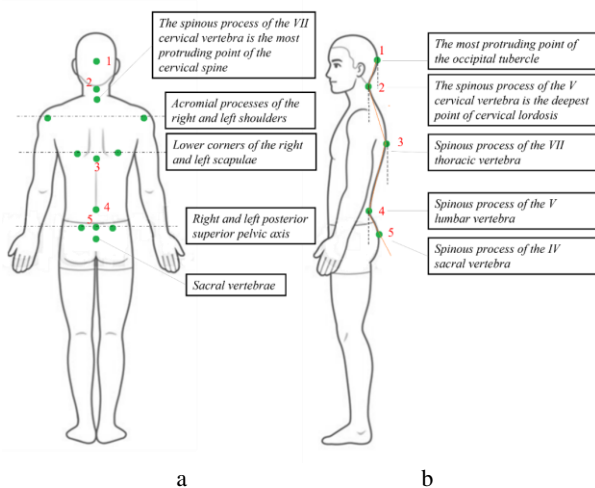 The spinous process of the VII
cervical vertebra is the most
protruding point of the
cervical spine
Acromial processes of the
right and left shoulders
Lower corners of the right
and left scapulae
Right and left posterior
superior pelvic axis
Sacral vertebrae
1
2
3
4
5
a
The most protruding point of
the occipital tubercle
The spinous process of the V
cervical vertebra is the deepest
point of cervical lordosis
Spinous process of the VII
thoracic vertebra
Spinous process of the V
lumbar vertebra
Spinous process of the IV
sacral vertebra
1
2
3
4
5
b